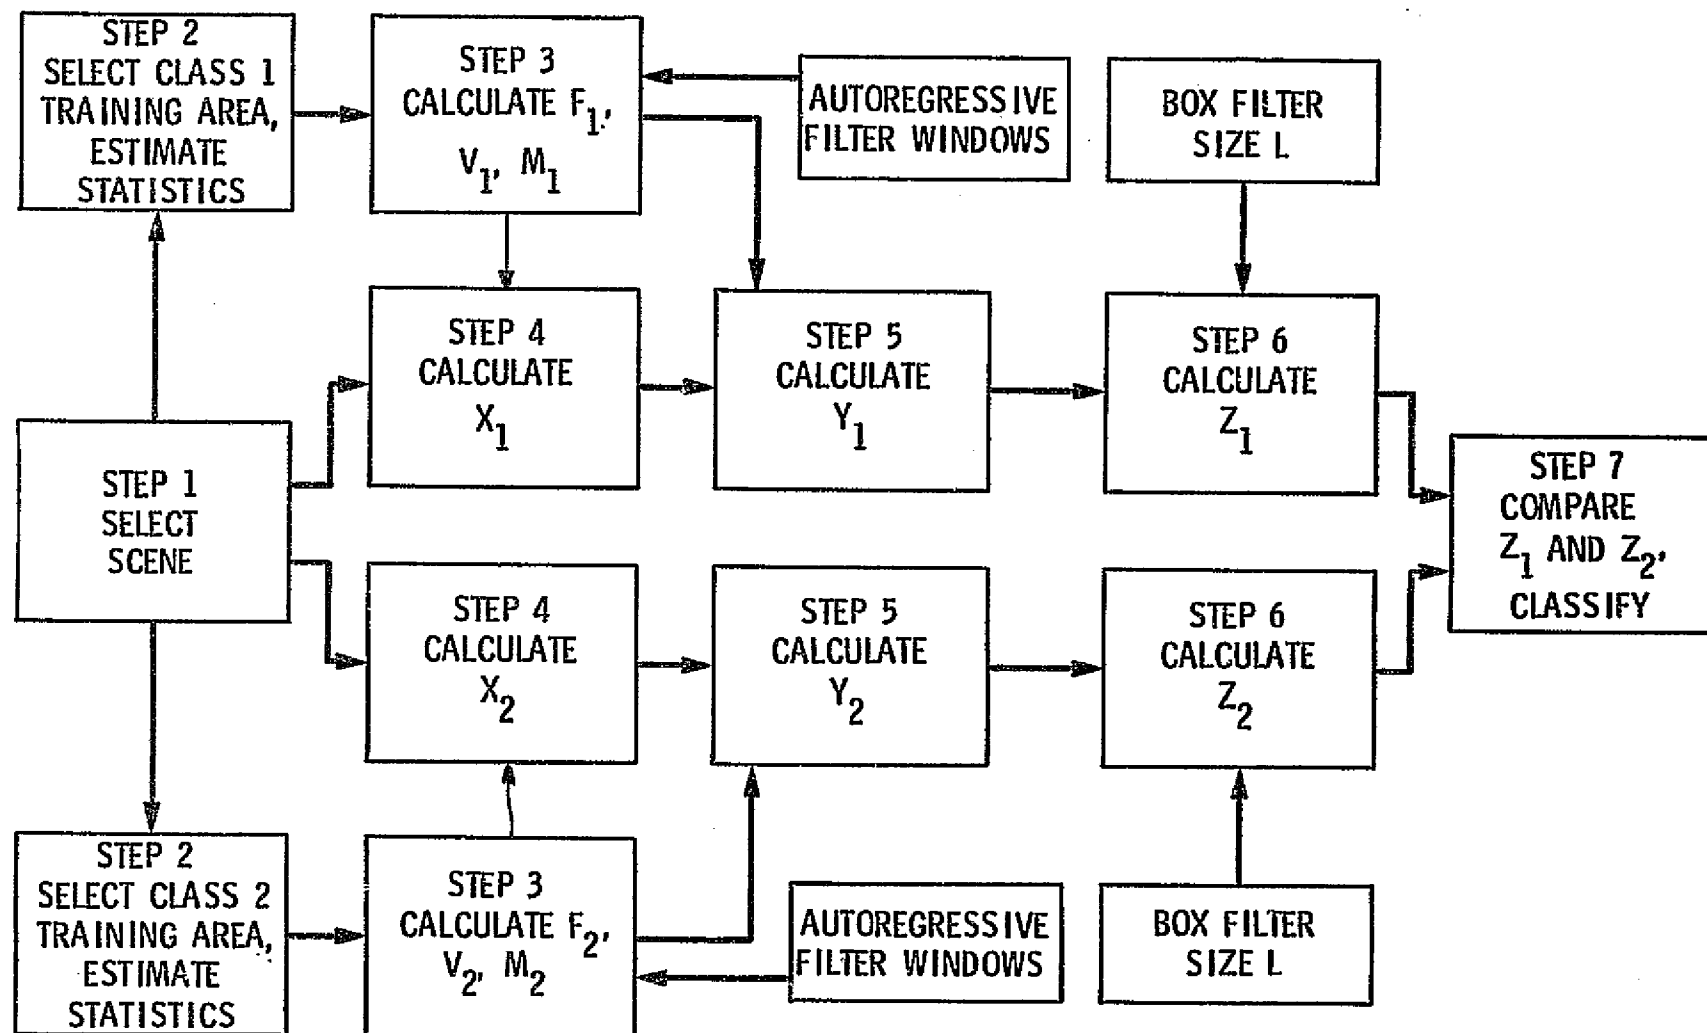 STEP 2
SELECT CLASS 1
TRAINING AREA,
ESTIMATE
STATISTICS
STEP 3
CALCULATE F₁,
V₁, M₁
AUTOREGRESSIVE
FILTER WINDOWS
BOX FILTER
SIZE L
STEP 4
CALCULATE
X₁
STEP 5
CALCULATE
Y₁
STEP 6
CALCULATE
Z₁
STEP 1
SELECT
SCENE
STEP 7
COMPARE
Z₁ AND Z₂,
CLASSIFY
STEP 4
CALCULATE
X₂
STEP 5
CALCULATE
Y₂
STEP 6
CALCULATE
Z₂
STEP 2
SELECT CLASS 2
TRAINING AREA,
ESTIMATE
STATISTICS
STEP 3
CALCULATE F₂,
V₂, M₂
AUTOREGRESSIVE
FILTER WINDOWS
BOX FILTER
SIZE L